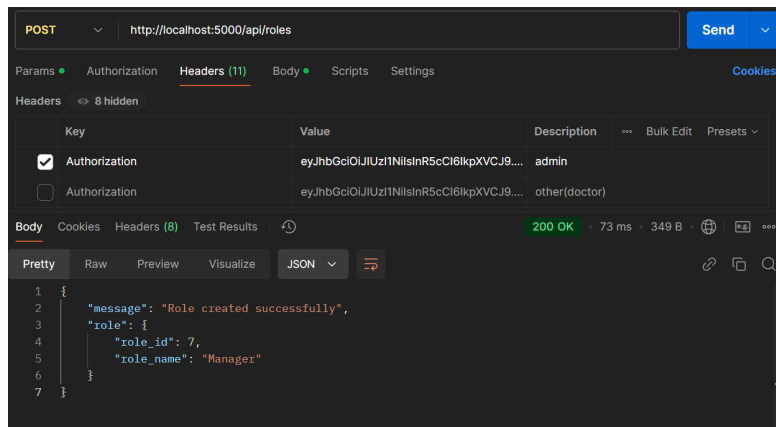 POST http://localhost:5000/api/roles Send
Params Authorization Headers (11) Body Scripts Settings Cookies
Headers 8 hidden
Key Value Description Bulk Edit Presets
Authorization eyJhbGciOiJIUzI1NiIsInR5cCI6IkpXVCJ9.... admin
Authorization eyJhbGciOiJIUzI1NiIsInR5cCI6IkpXVCJ9.... other(doctor)
Body Cookies Headers (8) Test Results 200 OK 73 ms 349 B e.g.
Pretty Raw Preview Visualize JSON
1 {
2 "message": "Role created successfully",
3 "role": {
4 "role_id": 7,
5 "role_name": "Manager"
6 }
7 }